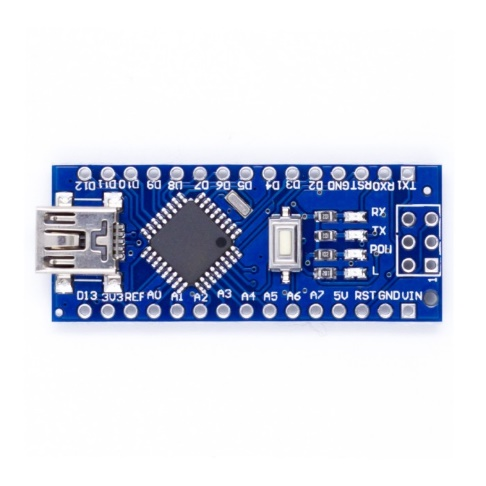 D12 D11 D10 D9 D8 D7 D6 D5 D4 D3 D2 GND RST RX0 TX1
RX
TX
POW
L
1
D13 3V3 REF A0 A1 A2 A3 A4 A5 A6 A7 5V RST GND VIN